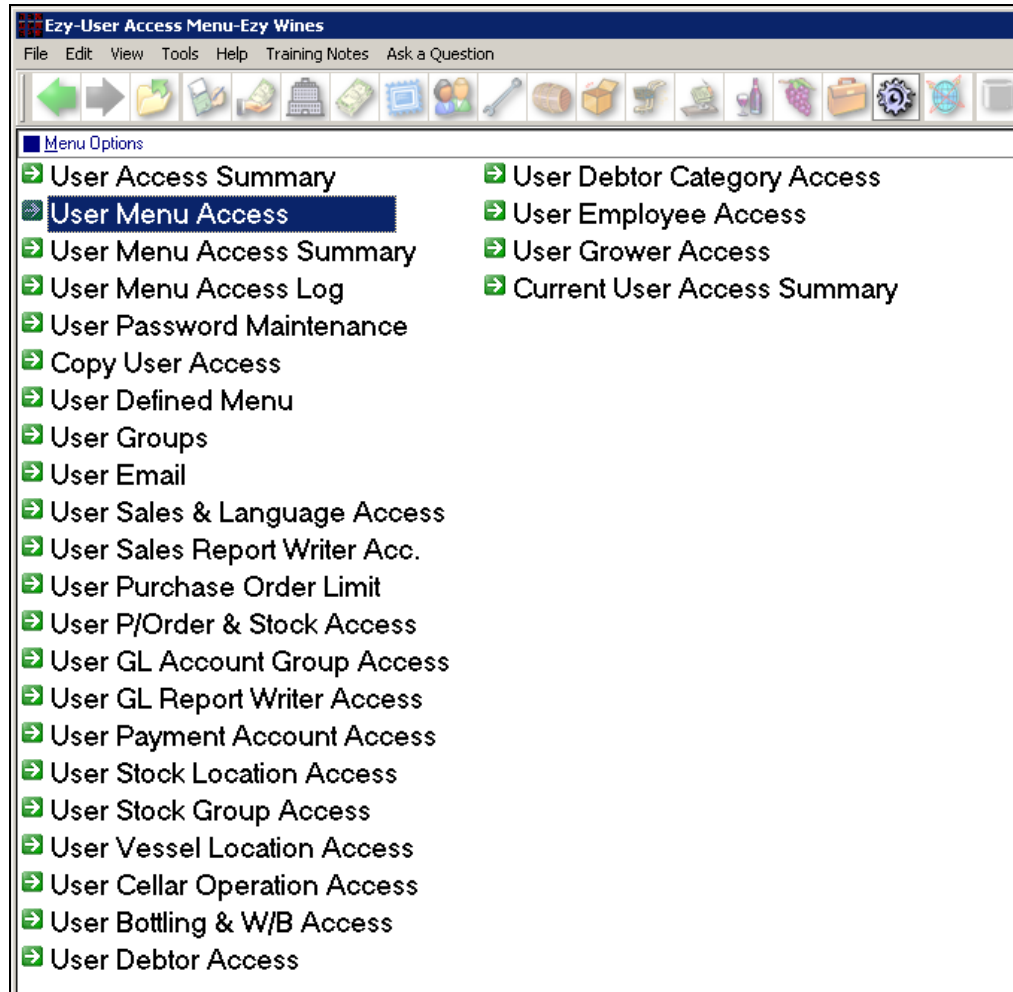 Ezy-User Access Menu-Ezy Wines
File Edit View Tools Help Training Notes Ask a Question
Menu Options
User Access Summary
User Menu Access
User Menu Access Summary
User Menu Access Log
User Password Maintenance
Copy User Access
User Defined Menu
User Groups
User Email
User Sales & Language Access
User Sales Report Writer Acc.
User Purchase Order Limit
User P/Order & Stock Access
User GL Account Group Access
User GL Report Writer Access
User Payment Account Access
User Stock Location Access
User Stock Group Access
User Vessel Location Access
User Cellar Operation Access
User Bottling & W/B Access
User Debtor Access
User Debtor Category Access
User Employee Access
User Grower Access
Current User Access Summary